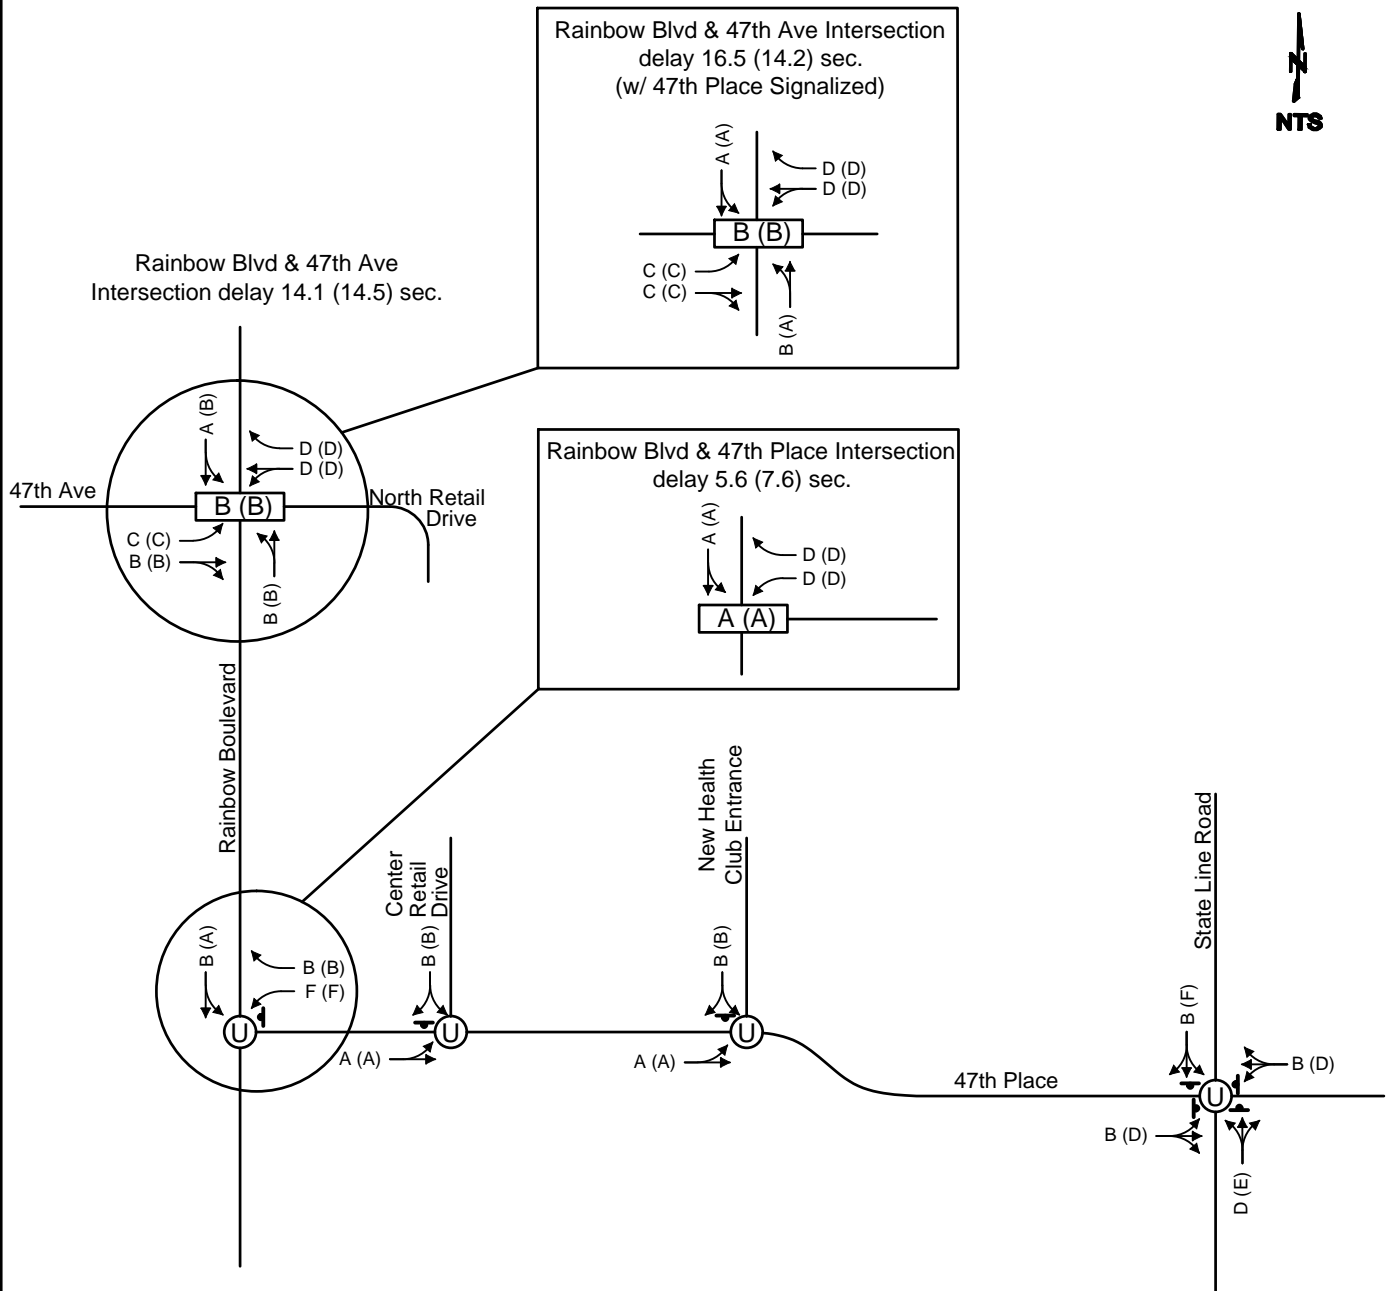 Rainbow Blvd & 47th Ave Intersection
delay 16.5 (14.2) sec.
(w/ 47th Place Signalized)
A (A)
D (D)
D (D)
B (B)
C (C)
C (C)
B (A)
N
NTS
Rainbow Blvd & 47th Ave
Intersection delay 14.1 (14.5) sec.
A (B)
D (D)
D (D)
47th Ave
B (B)
North Retail
Drive
C (C)
B (B)
B (B)
Rainbow Blvd & 47th Place Intersection
delay 5.6 (7.6) sec.
A (A)
D (D)
D (D)
A (A)
Rainbow Boulevard
Center
Retail
Drive
New Health
Club Entrance
State Line Road
B (A)
B (B)
F (F)
U
B (B)
U
A (A)
B (B)
U
A (A)
47th Place
B (F)
B (D)
U
B (D)
D (E)